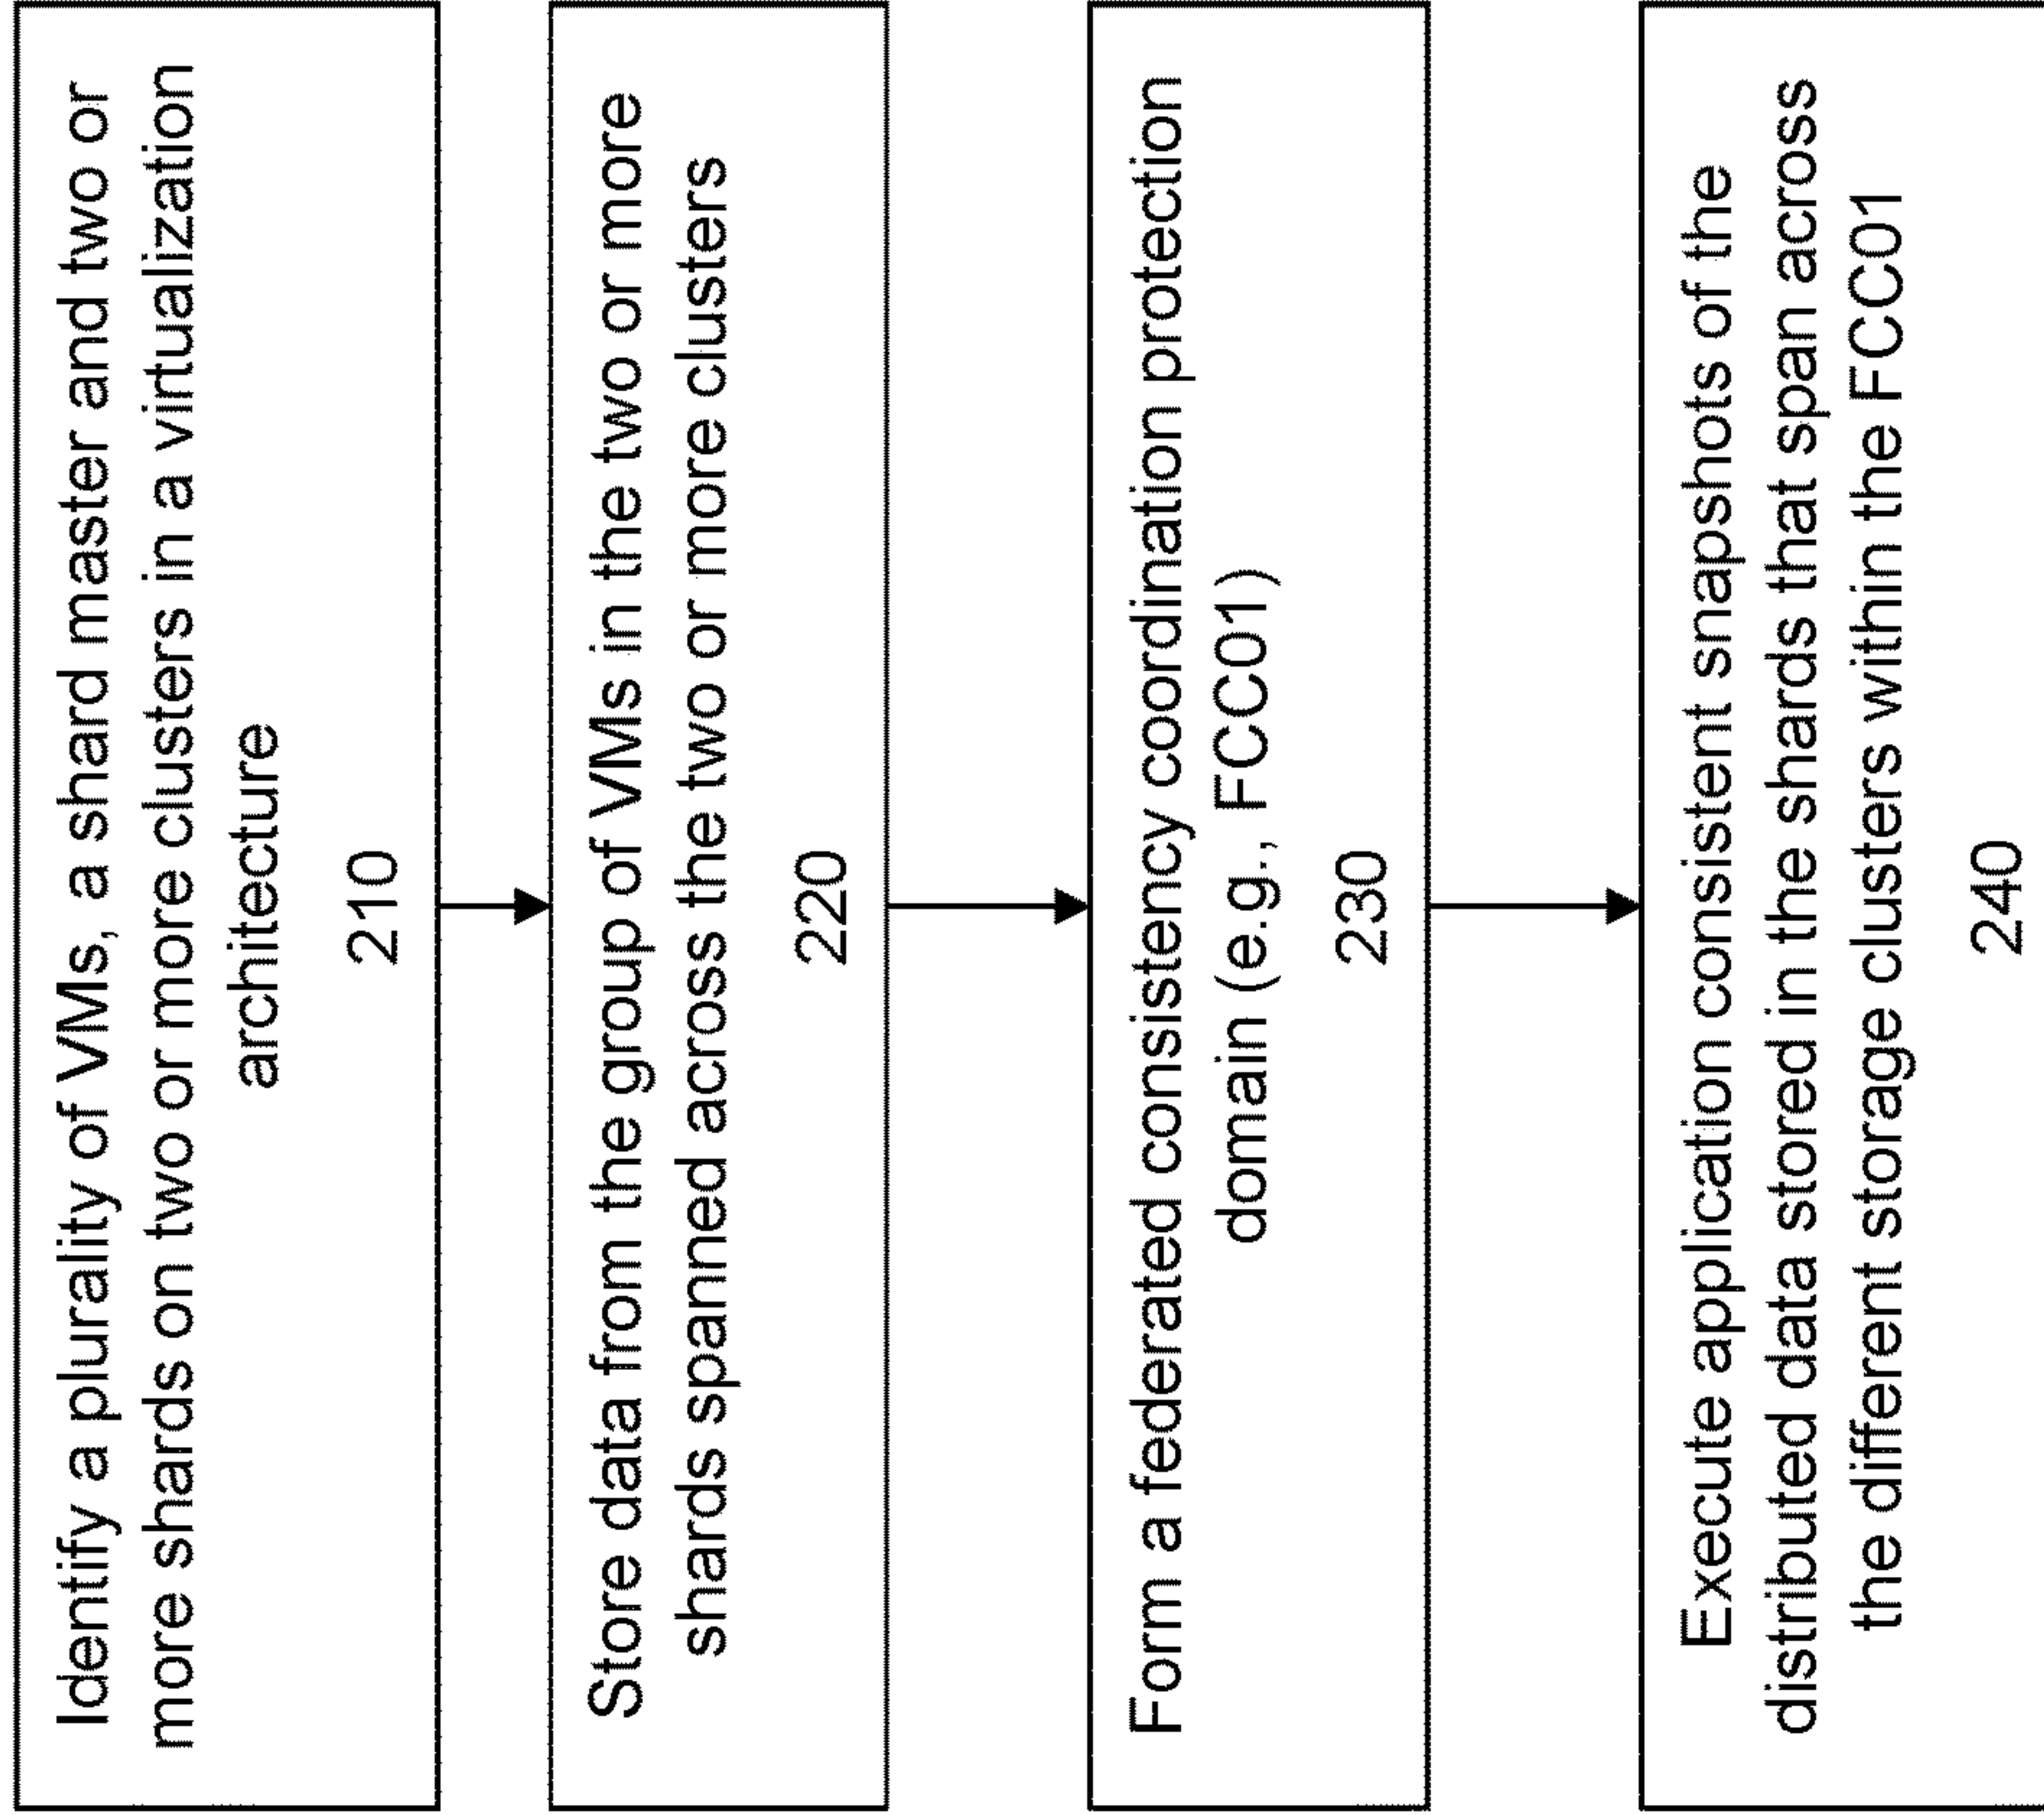 Identify a plurality of VMs, a shard master and two or
more shards on two or more clusters in a virtualization
architecture
210
Store data from the group of VMs in the two or more
shards spanned across the two or more clusters
220
Form a federated consistency coordination protection
domain (e.g., FCC01)
230
Execute application consistent snapshots of the
distributed data stored in the shards that span across
the different storage clusters within the FCC01
240